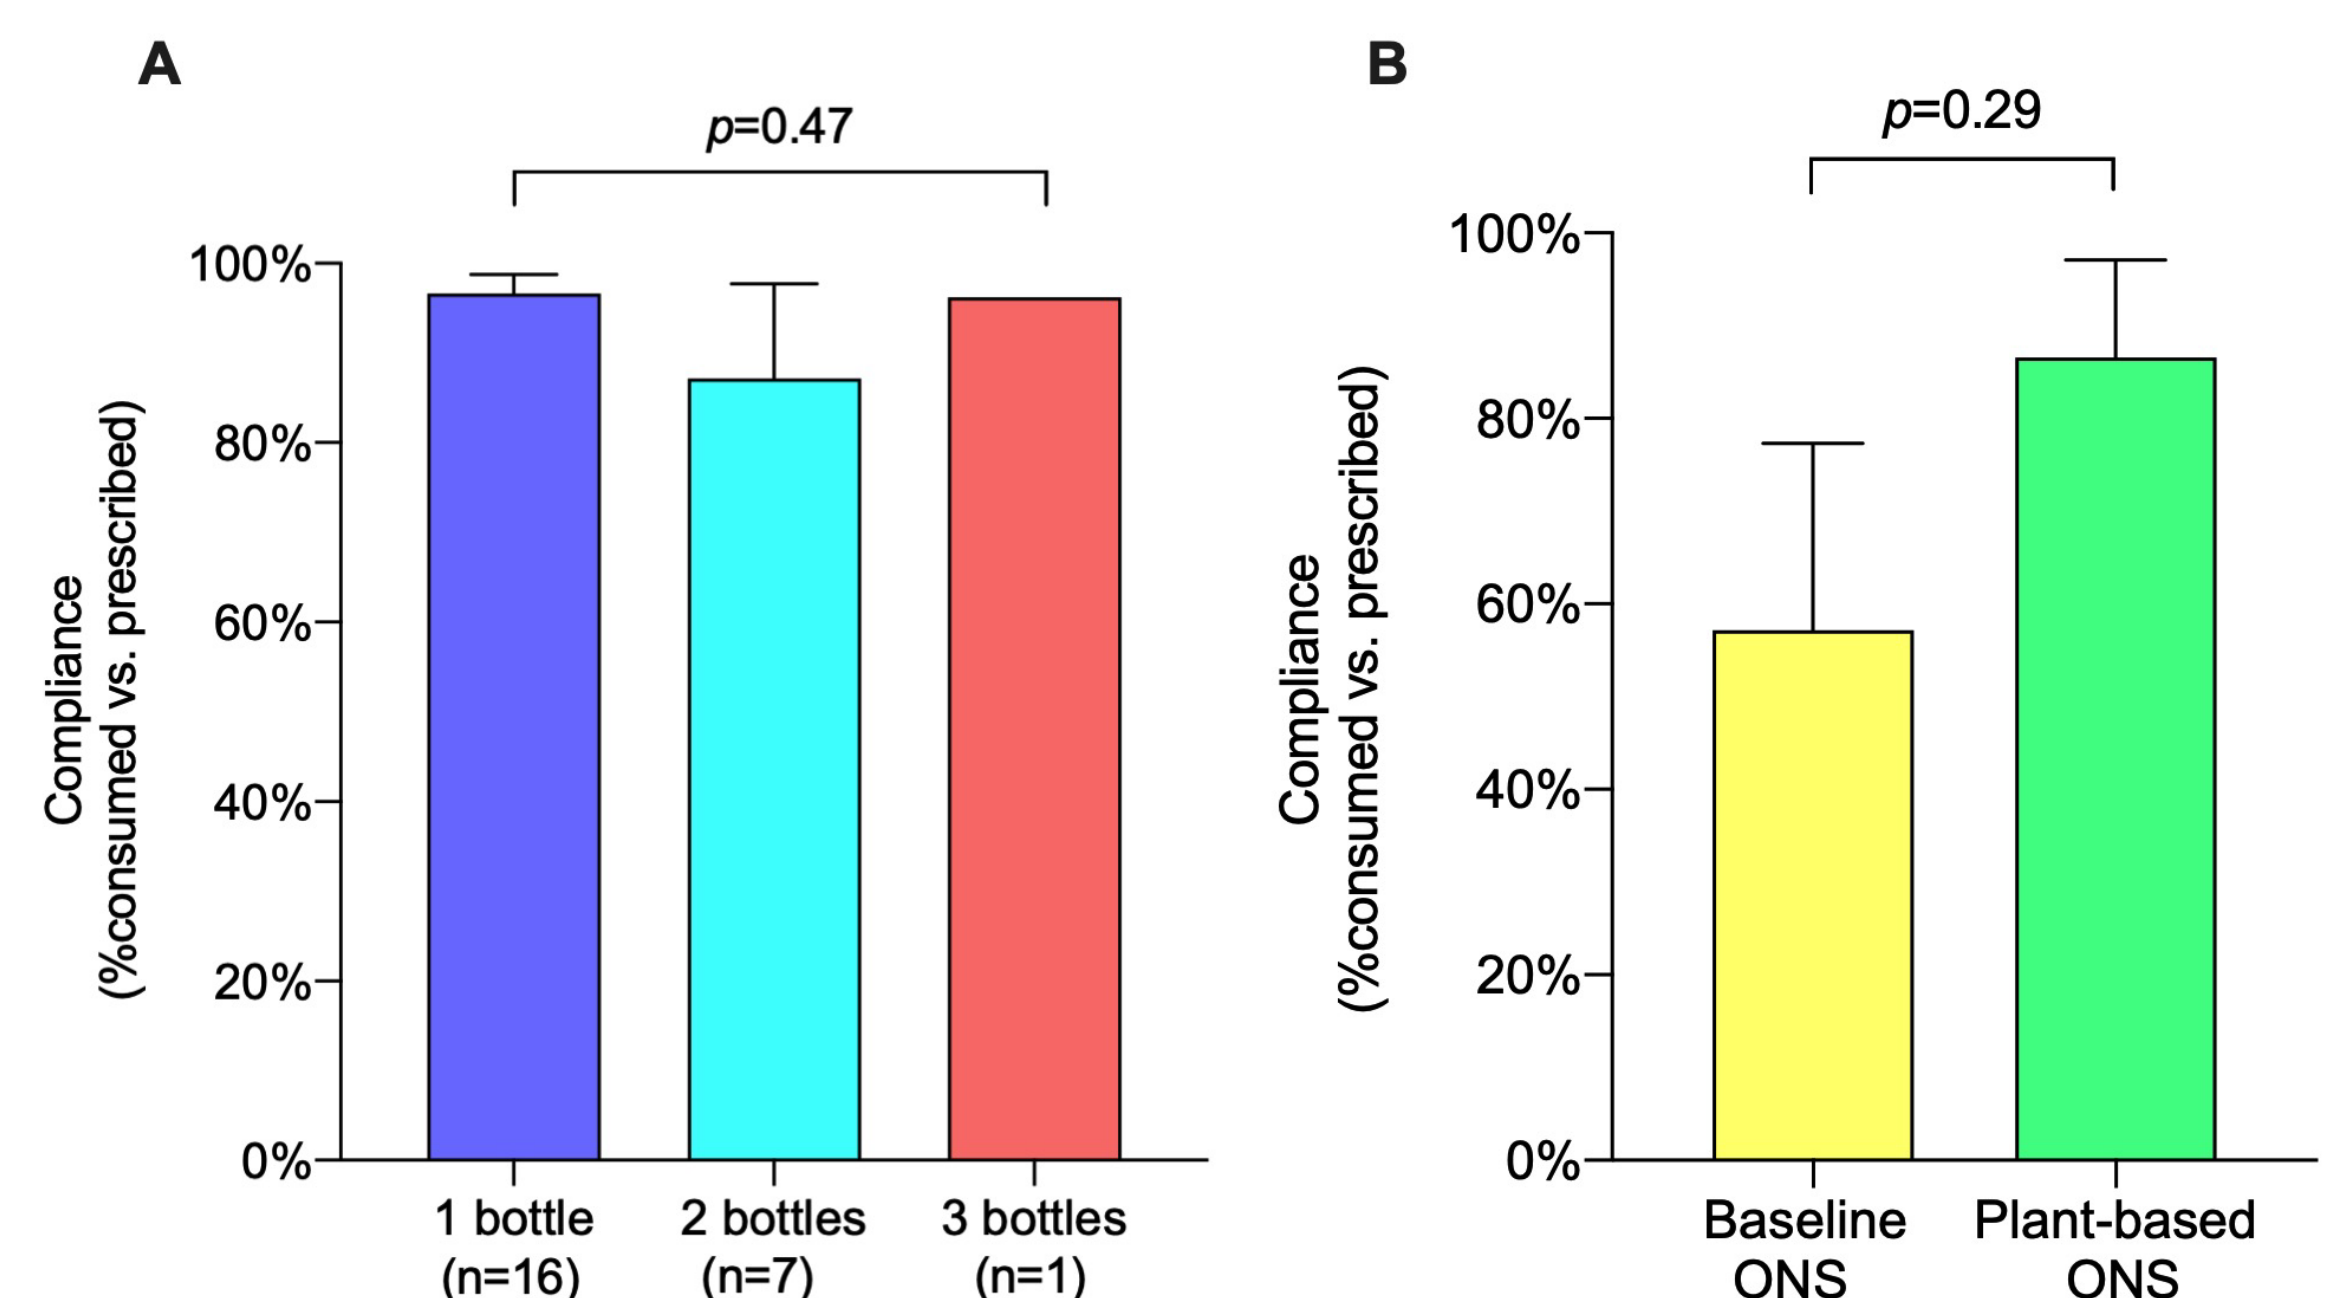 A
p=0.47
100%
80%
60%
40%
20%
0%
Compliance
(%consumed vs. prescribed)
1 bottle
(n=16)
2 bottles
(n=7)
3 bottles
(n=1)
B
p=0.29
100%
80%
60%
40%
20%
0%
Compliance
(%consumed vs. prescribed)
Baseline
ONS
Plant-based
ONS